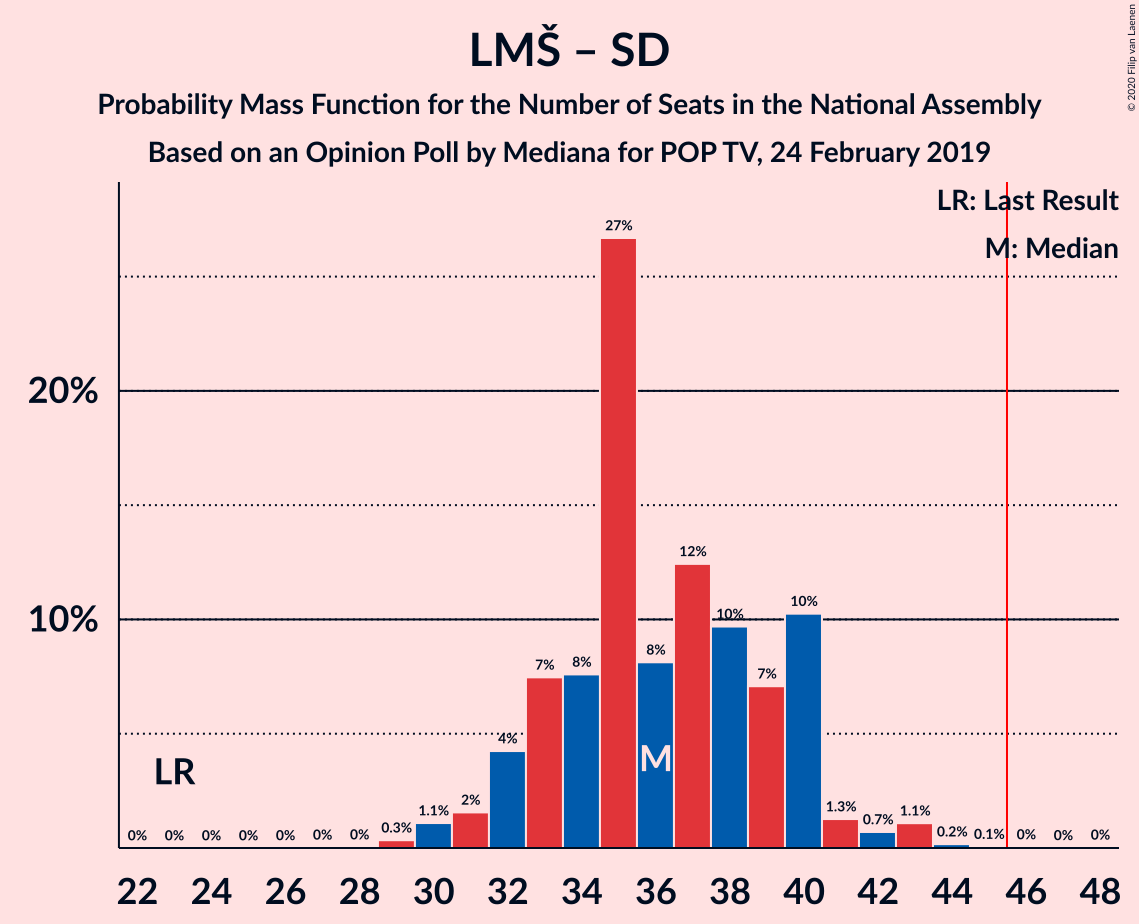 LMŠ – SD
Probability Mass Function for the Number of Seats in the National Assembly
Based on an Opinion Poll by Mediana for POP TV, 24 February 2019
© 2020 Filip van Laenen
LR: Last Result
M: Median
20%
10%
LR
M
0% 0% 0% 0% 0% 0% 0% 0.3% 1.1% 2% 4% 7% 8% 27% 8% 12% 10% 7% 10% 1.3% 0.7% 1.1% 0.2% 0.1% 0% 0% 0%
22 24 26 28 30 32 34 36 38 40 42 44 46 48